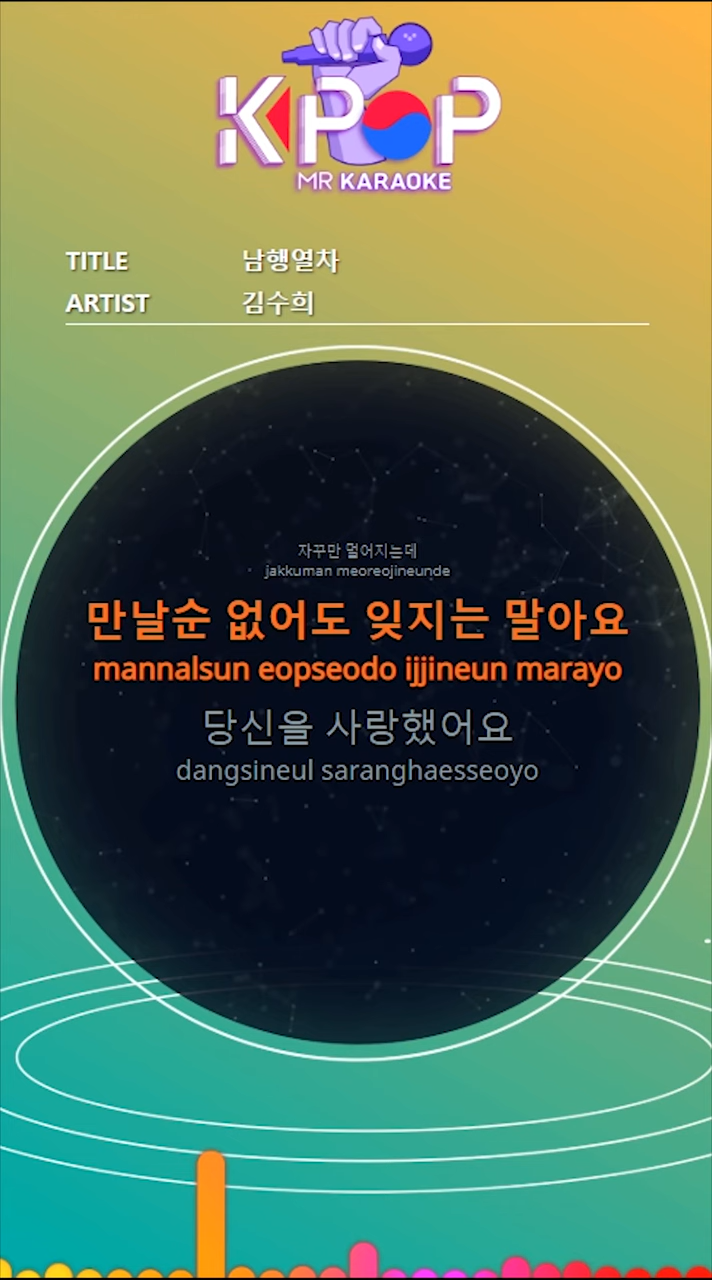 KPOP
MR KARAOKE
TITLE 남행열차
ARTIST 김수희
자꾸만 멀어지는데
jakkuman meoreojineunde
만날순 없어도 잊지는 말아요
mannalsun eopseodo ijjineun marayo
당신을 사랑했어요
dangsineul saranghaesseoyo